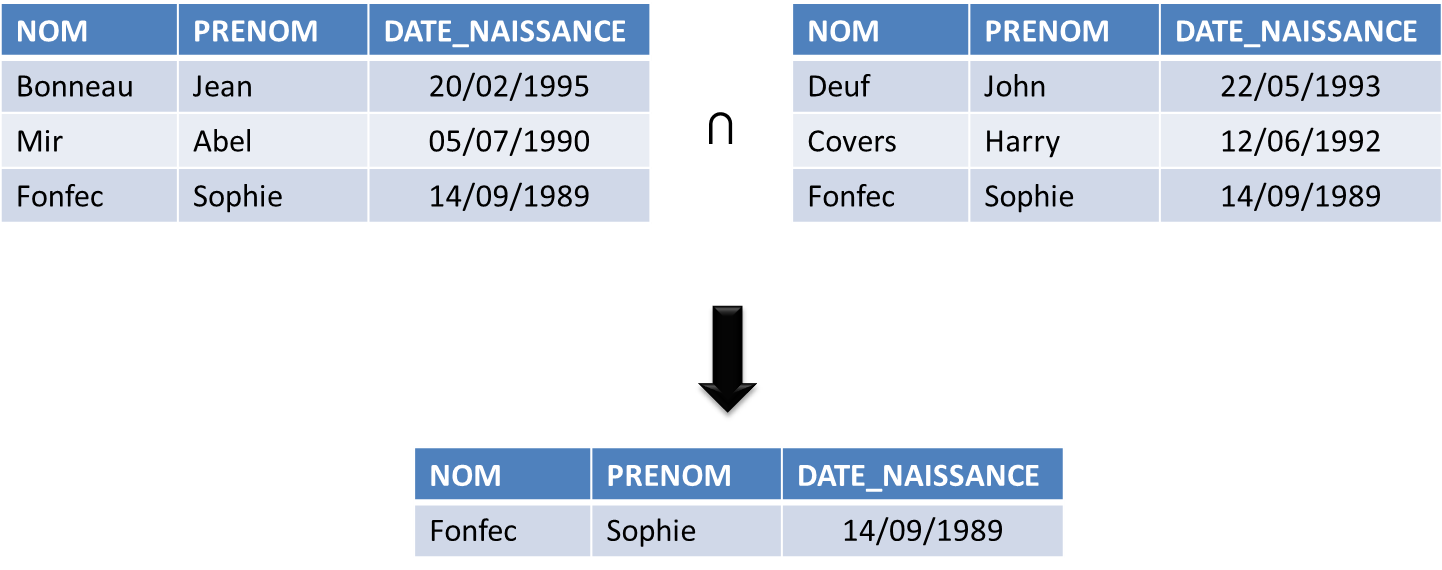 NOM PRENOM DATE_NAISSANCE
Bonneau Jean 20/02/1995
Mir Abel 05/07/1990
Fonfec Sophie 14/09/1989
∩
NOM PRENOM DATE_NAISSANCE
Deuf John 22/05/1993
Covers Harry 12/06/1992
Fonfec Sophie 14/09/1989
NOM PRENOM DATE_NAISSANCE
Fonfec Sophie 14/09/1989